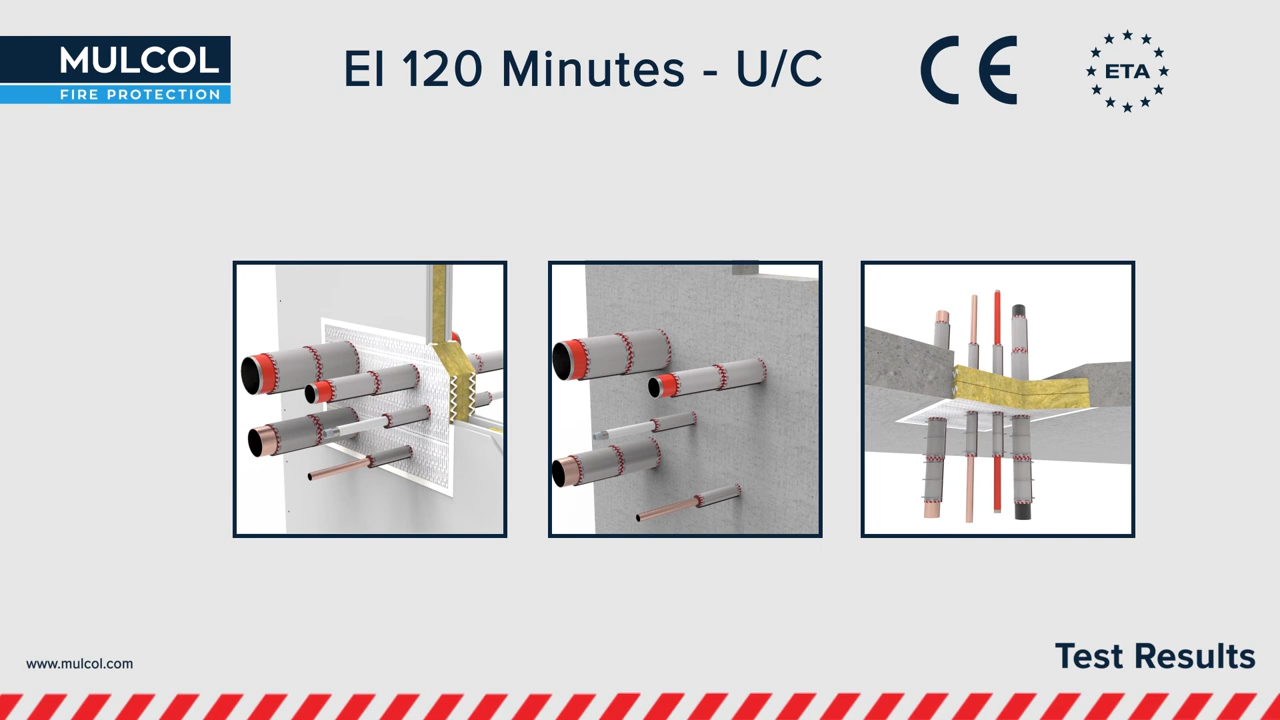 MULCOL
FIRE PROTECTION
EI 120 Minutes - U/C
CE
ETA
www.mulcol.com
Test Results